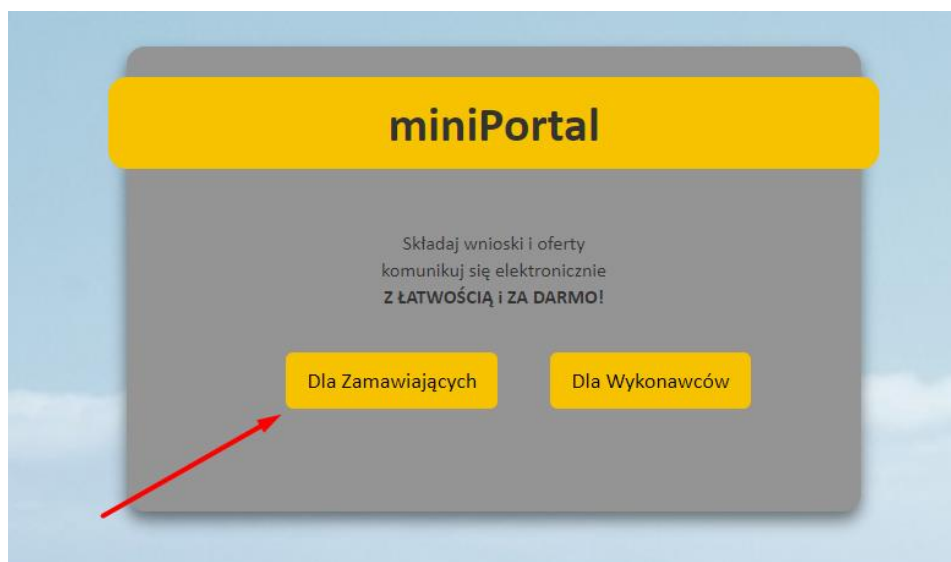 miniPortal
Składaj wnioski i oferty
komunikuj się elektronicznie
Z ŁATWOŚCIĄ i ZA DARMO!
Dla Zamawiających
Dla Wykonawców